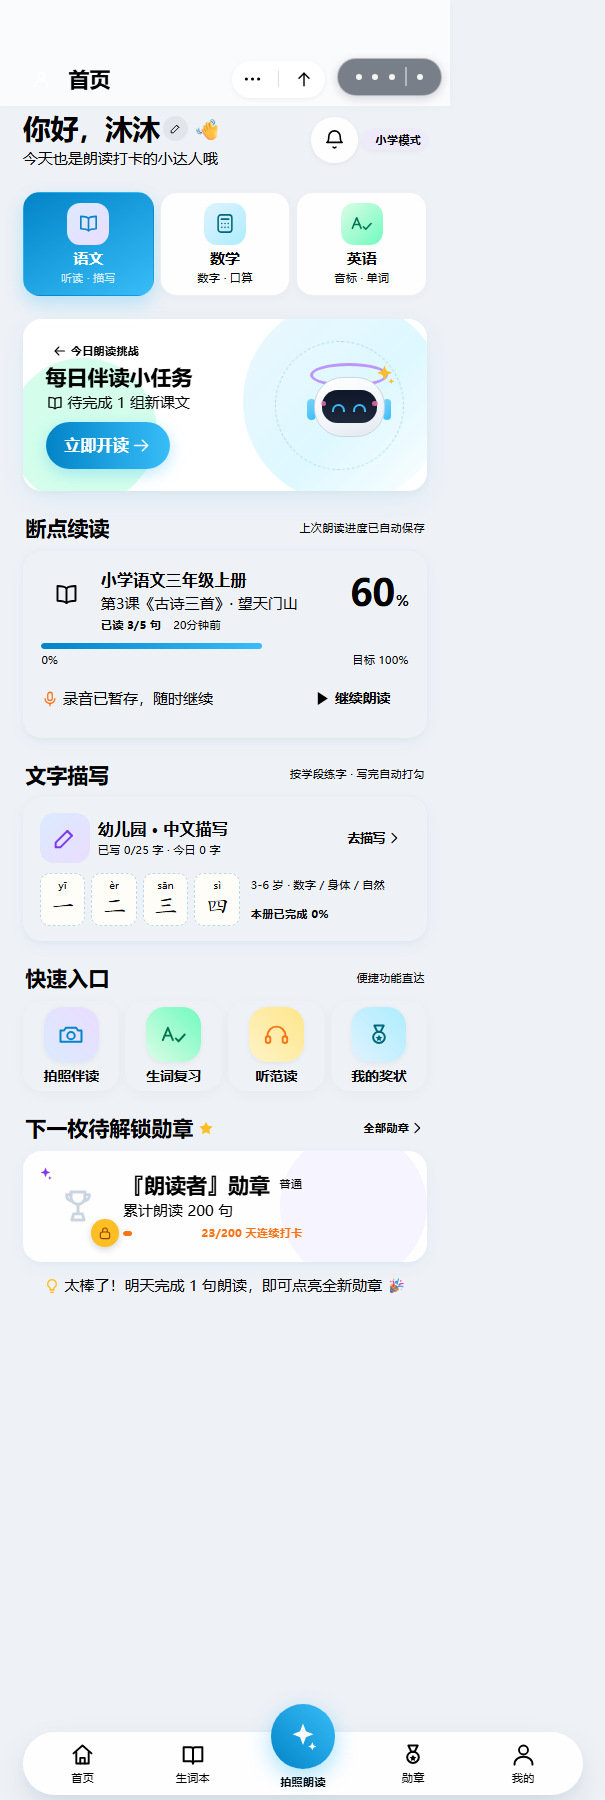 首页
你好，沐沐
今天也是朗读打卡的小达人哦
小学模式
语文
听读 · 描写
数学
数字 · 口算
英语
音标 · 单词
今日朗读挑战
每日伴读小任务
待完成 1 组新课文
立即开读
断点续读
上次朗读进度已自动保存
小学语文三年级上册
第3课《古诗三首》· 望天门山
已读 3/5 句 20分钟前
60%
0%
目标 100%
录音已暂存，随时继续
继续朗读
文字描写
按学段练字 · 写完自动打勾
幼儿园 • 中文描写
已写 0/25 字 · 今日 0 字
去描写
yī
一
èr
二
sān
三
sì
四
3-6 岁 · 数字 / 身体 / 自然
本册已完成 0%
快速入口
便捷功能直达
拍照伴读
生词复习
听范读
我的奖状
下一枚待解锁勋章
全部勋章
『朗读者』勋章
普通
累计朗读 200 句
23/200 天连续打卡
太棒了！明天完成 1 句朗读，即可点亮全新勋章
首页
生词本
拍照朗读
勋章
我的